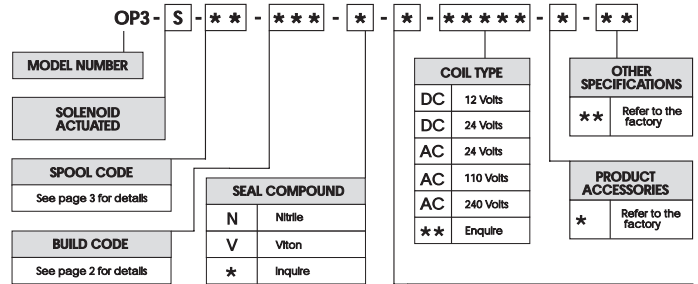 OP3 - S - ** - *** - * - * - ***** - * - **
MODEL NUMBER
SOLENOID
ACTUATED
SPOOL CODE
See page 3 for details
BUILD CODE
See page 2 for details
SEAL COMPOUND
N Nitrile
V Viton
* Inquire
COIL TYPE
DC 12 Volts
DC 24 Volts
AC 24 Volts
AC 110 Volts
AC 240 Volts
** Enquire
OTHER
SPECIFICATIONS
** Refer to the
factory
PRODUCT
ACCESSORIES
* Refer to the
factory